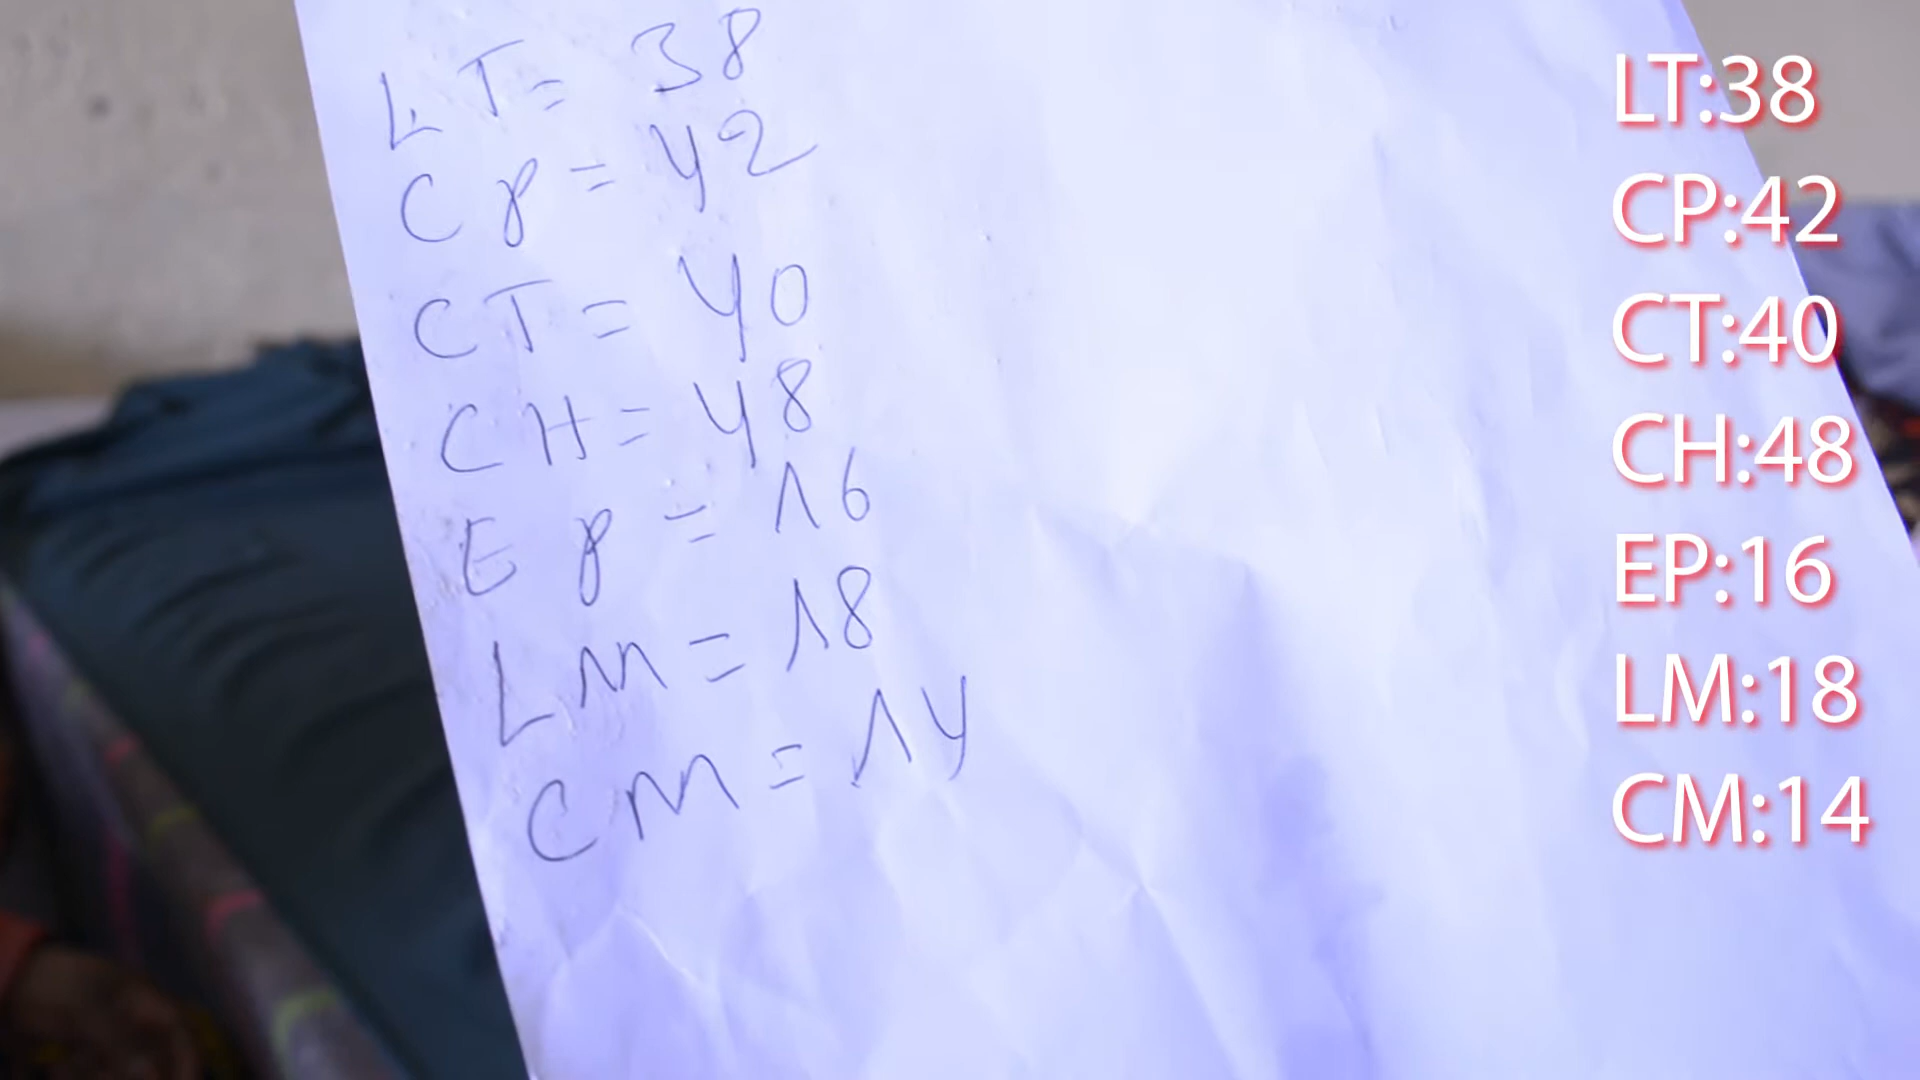 LT= 38
CP= 42
CT= 40
CH= 48
EP= 16
LM= 18
CM= 14
LT:38
CP:42
CT:40
CH:48
EP:16
LM:18
CM:14